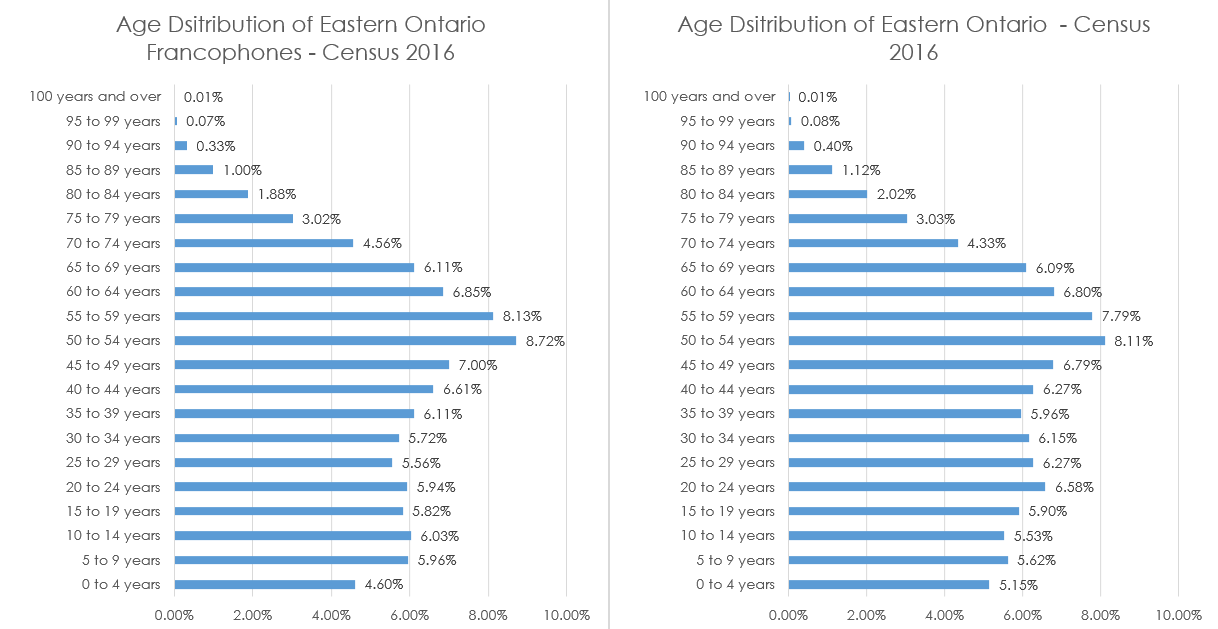 Age Dsitribution of Eastern Ontario
Francophones - Census 2016
100 years and over 0.01%
95 to 99 years 0.07%
90 to 94 years 0.33%
85 to 89 years 1.00%
80 to 84 years 1.88%
75 to 79 years 3.02%
70 to 74 years 4.56%
65 to 69 years 6.11%
60 to 64 years 6.85%
55 to 59 years 8.13%
50 to 54 years 8.72%
45 to 49 years 7.00%
40 to 44 years 6.61%
35 to 39 years 6.11%
30 to 34 years 5.72%
25 to 29 years 5.56%
20 to 24 years 5.94%
15 to 19 years 5.82%
10 to 14 years 6.03%
5 to 9 years 5.96%
0 to 4 years 4.60%
0.00% 2.00% 4.00% 6.00% 8.00% 10.00%
Age Dsitribution of Eastern Ontario - Census
2016
100 years and over 0.01%
95 to 99 years 0.08%
90 to 94 years 0.40%
85 to 89 years 1.12%
80 to 84 years 2.02%
75 to 79 years 3.03%
70 to 74 years 4.33%
65 to 69 years 6.09%
60 to 64 years 6.80%
55 to 59 years 7.79%
50 to 54 years 8.11%
45 to 49 years 6.79%
40 to 44 years 6.27%
35 to 39 years 5.96%
30 to 34 years 6.15%
25 to 29 years 6.27%
20 to 24 years 6.58%
15 to 19 years 5.90%
10 to 14 years 5.53%
5 to 9 years 5.62%
0 to 4 years 5.15%
0.00% 2.00% 4.00% 6.00% 8.00% 10.00%